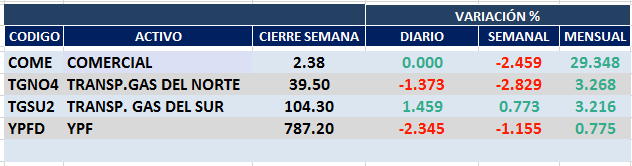 VARIACIÓN %
CODIGO ACTIVO CIERRE SEMANA DIARIO SEMANAL MENSUAL
COME COMERCIAL 2.38 0.000 -2.459 29.348
TGNO4 TRANSP.GAS DEL NORTE 39.50 -1.373 -2.829 3.268
TGSU2 TRANSP. GAS DEL SUR 104.30 1.459 0.773 3.216
YPFD YPF 787.20 -2.345 -1.155 0.775